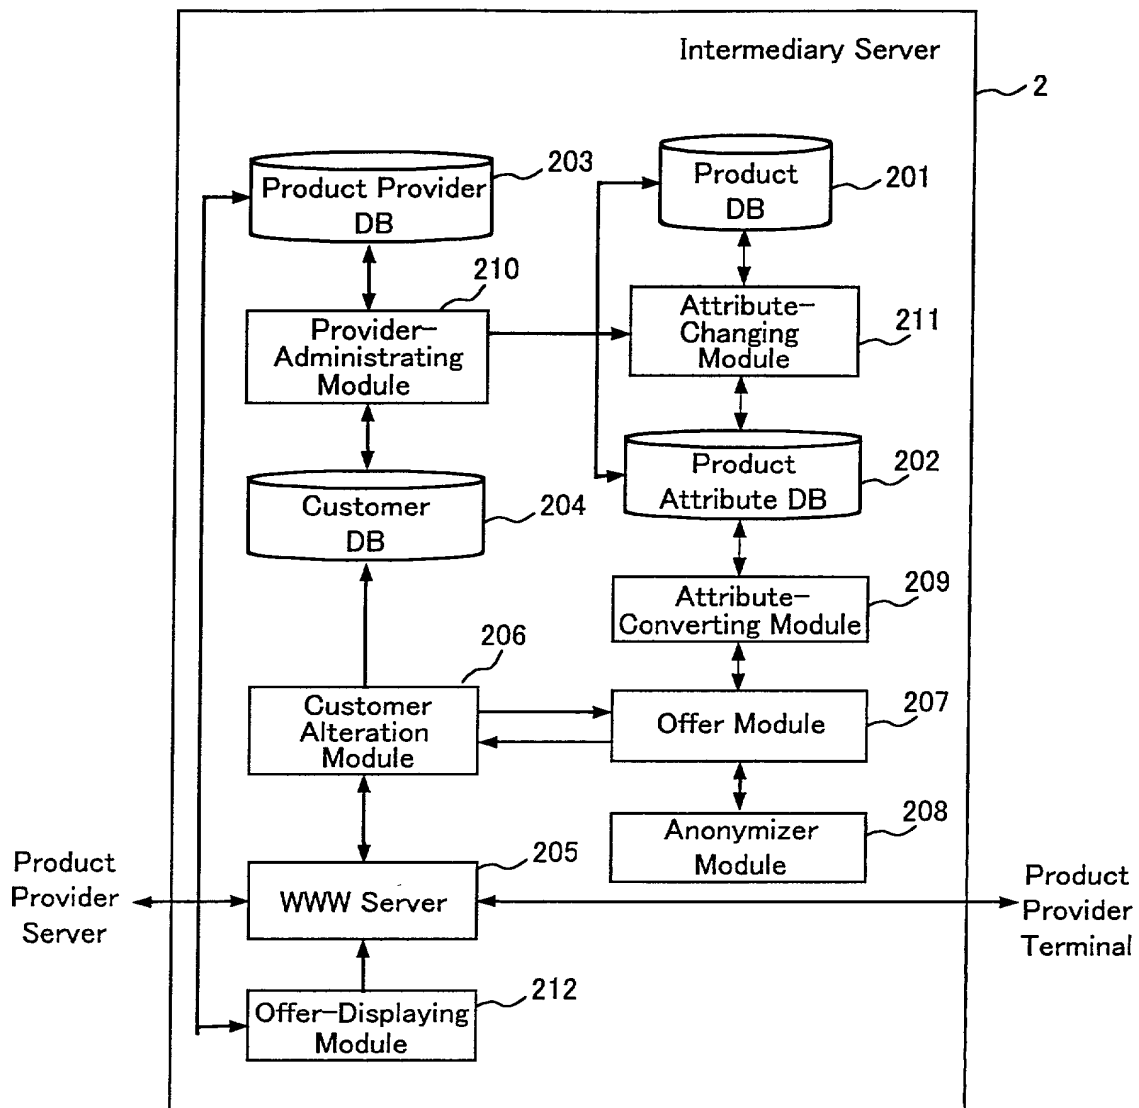 Intermediary Server
2
Product Provider
DB
203
Product
DB
201
210
Provider-
Administrating
Module
Attribute-
Changing
Module
211
Customer
DB
204
Product
Attribute DB
202
Attribute-
Converting Module
209
206
Customer
Alteration
Module
Offer Module
207
Anonymizer
Module
208
Product
Provider
Server
WWW Server
205
Product
Provider
Terminal
Offer-Displaying
Module
212